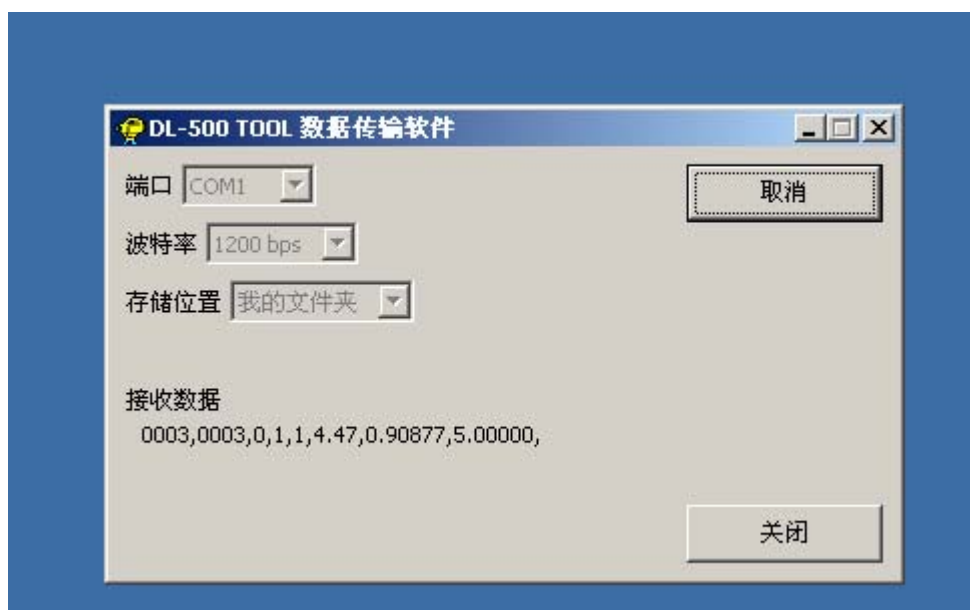 DL-500 TOOL 数据传输软件
端口 COM1
取消
波特率 1200 bps
存储位置 我的文件夹
接收数据
0003,0003,0,1,1,4.47,0.90877,5.00000,
关闭